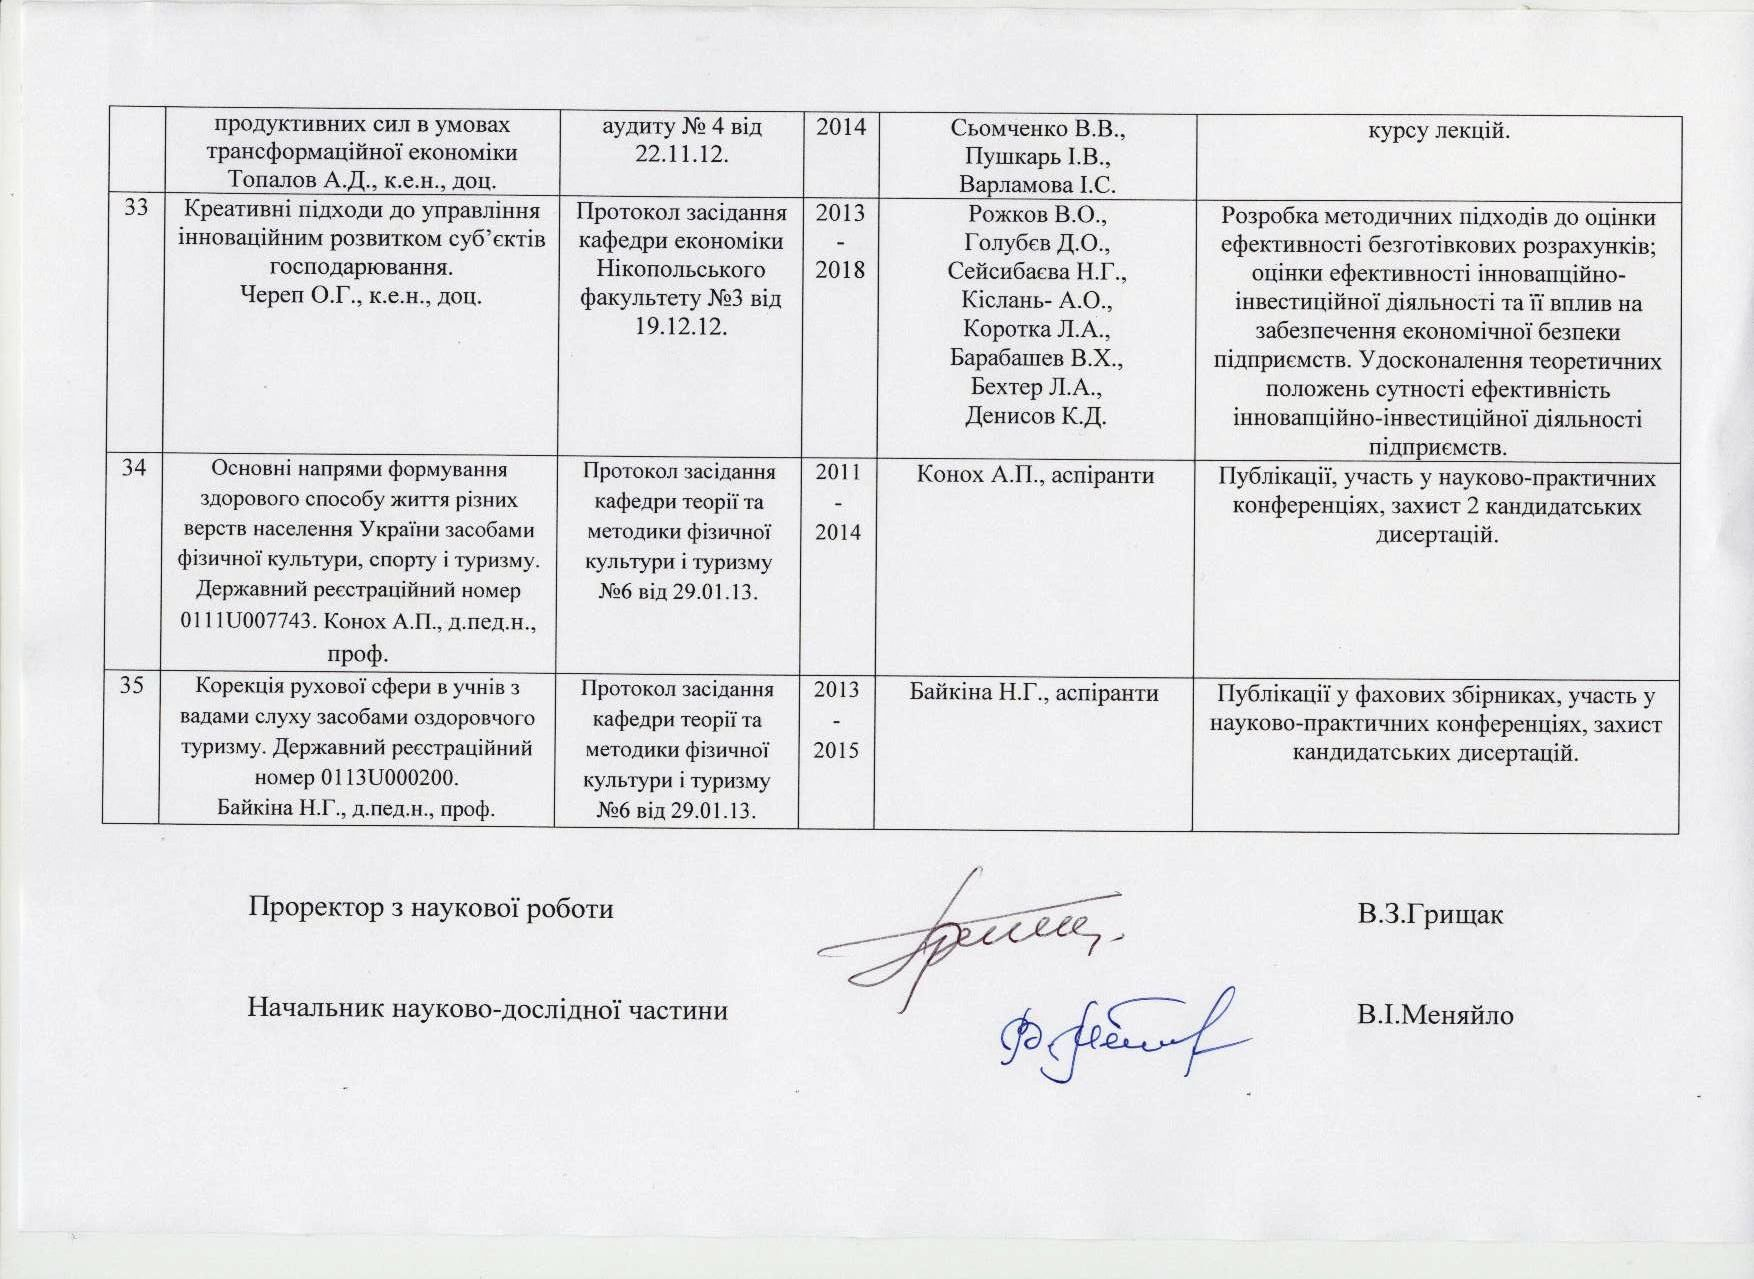 продуктивних сил в умовах
трансформаційної економіки
Топалов А.Д., к.е.н., доц.
аудиту № 4 від
22.11.12.
2014
Сьомченко В.В.,
Пушкарь І.В.,
Варламова І.С.
курсу лекцій.
33
Креативні підходи до управління
інноваційним розвитком суб’єктів
господарювання.
Череп О.Г., к.е.н., доц.
Протокол засідання
кафедри економіки
Нікопольського
факультету №3 від
19.12.12.
2013
-
2018
Рожков В.О.,
Голубєв Д.О.,
Сейсибаєва Н.Г.,
Кіслань- А.О.,
Коротка Л.А.,
Барабашев В.Х.,
Бехтер Л.А.,
Денисов К.Д.
Розробка методичних підходів до оцінки
ефективності безготівкових розрахунків;
оцінки ефективності інновапційно-
інвестиційної діяльності та її вплив на
забезпечення економічної безпеки
підприємств. Удосконалення теоретичних
положень сутності ефективність
інновапційно-інвестиційної діяльності
підприємств.
34
Основні напрями формування
здорового способу життя різних
верств населення України засобами
фізичної культури, спорту і туризму.
Державний реєстраційний номер
0111U007743. Конох А.П., д.пед.н.,
проф.
Протокол засідання
кафедри теорії та
методики фізичної
культури і туризму
№6 від 29.01.13.
2011
-
2014
Конох А.П., аспіранти
Публікації, участь у науково-практичних
конференціях, захист 2 кандидатських
дисертацій.
35
Корекція рухової сфери в учнів з
вадами слуху засобами оздоровчого
туризму. Державний реєстраційний
номер 0113U000200.
Байкіна Н.Г., д.пед.н., проф.
Протокол засідання
кафедри теорії та
методики фізичної
культури і туризму
№6 від 29.01.13.
2013
-
2015
Байкіна Н.Г., аспіранти
Публікації у фахових збірниках, участь у
науково-практичних конференціях, захист
кандидатських дисертацій.
Проректор з наукової роботи
В.З.Грищак
Начальник науково-дослідної частини
В.І.Меняйло